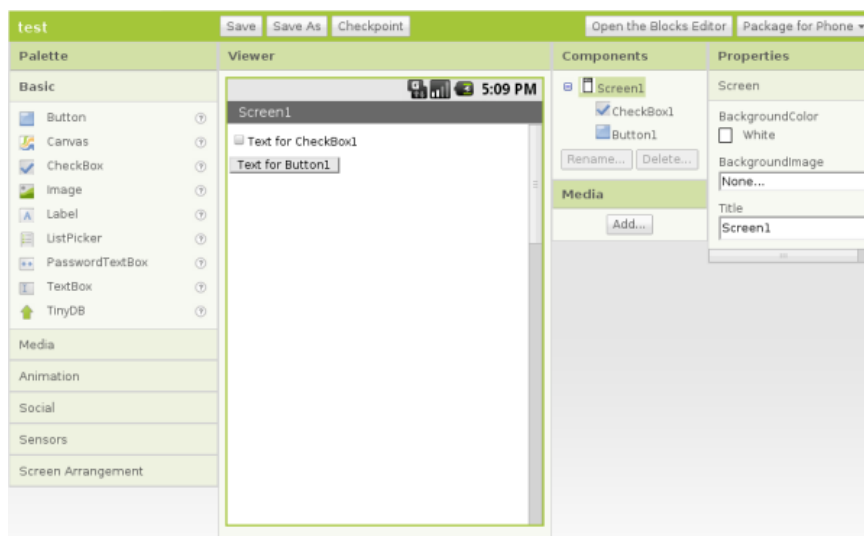 test
Save
Save As
Checkpoint
Open the Blocks Editor
Package for Phone
Palette
Viewer
Components
Properties
Basic
Button
Canvas
CheckBox
Image
Label
ListPicker
PasswordTextBox
TextBox
TinyDB
Media
Animation
Social
Sensors
Screen Arrangement
5:09 PM
Screen1
Text for CheckBox1
Text for Button1
Screen1
CheckBox1
Button1
Rename...
Delete...
Media
Add...
Screen
BackgroundColor
White
BackgroundImage
None...
Title
Screen1